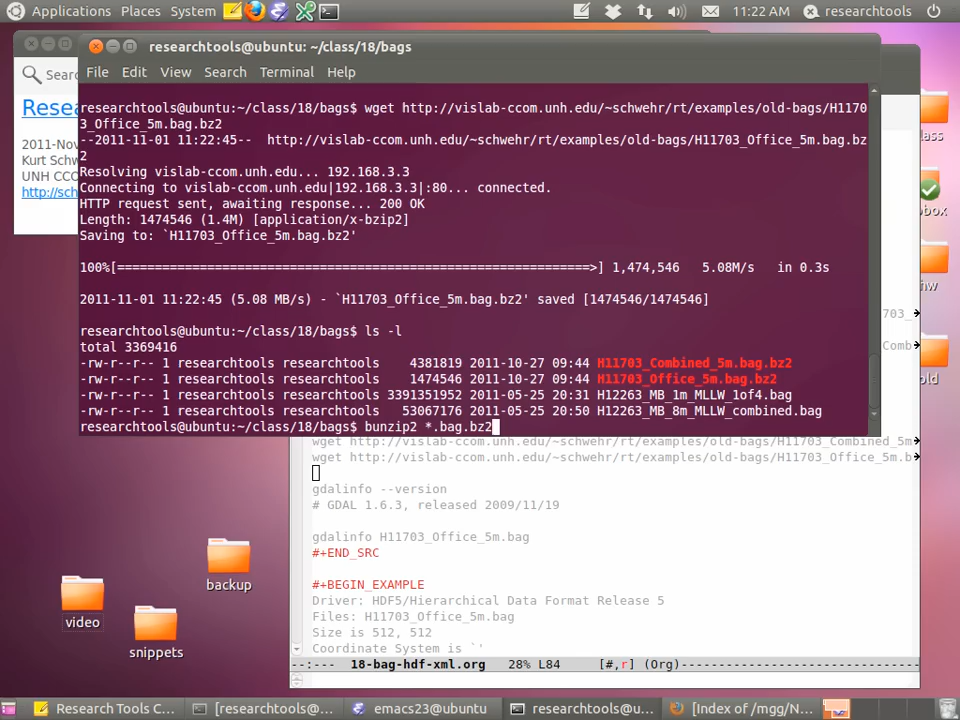 Applications Places System 11:22 AM researchtools
researchtools@ubuntu: ~/class/18/bags
File Edit View Search Terminal Help
researchtools@ubuntu:~/class/18/bags$ wget http://vislab-ccom.unh.edu/~schwehr/rt/examples/old-bags/H1170
3_Office_5m.bag.bz2
--2011-11-01 11:22:45-- http://vislab-ccom.unh.edu/~schwehr/rt/examples/old-bags/H11703_Office_5m.bag.bz
2
Resolving vislab-ccom.unh.edu... 192.168.3.3
Connecting to vislab-ccom.unh.edu|192.168.3.3|:80... connected.
HTTP request sent, awaiting response... 200 OK
Length: 1474546 (1.4M) [application/x-bzip2]
Saving to: `H11703_Office_5m.bag.bz2'
100%[===============================================================>] 1,474,546 5.08M/s in 0.3s
2011-11-01 11:22:45 (5.08 MB/s) - `H11703_Office_5m.bag.bz2' saved [1474546/1474546]
researchtools@ubuntu:~/class/18/bags$ ls -l
total 3369416
-rw-r--r-- 1 researchtools researchtools 4381819 2011-10-27 09:44 H11703_Combined_5m.bag.bz2
-rw-r--r-- 1 researchtools researchtools 1474546 2011-10-27 09:44 H11703_Office_5m.bag.bz2
-rw-r--r-- 1 researchtools researchtools 3391351952 2011-05-25 20:31 H12263_MB_1m_MLLW_1of4.bag
-rw-r--r-- 1 researchtools researchtools 53067176 2011-05-25 20:50 H12263_MB_8m_MLLW_combined.bag
researchtools@ubuntu:~/class/18/bags$ bunzip2 *.bag.bz2
Sear
Resea
2011-Nov
Kurt Schw
UNH CCO
http://sch
703_
Comb
wget http://vislab-ccom.unh.edu/~schwehr/rt/examples/old-bags/H11703_Combined_5m
wget http://vislab-ccom.unh.edu/~schwehr/rt/examples/old-bags/H11703_Office_5m.b
gdalinfo --version
# GDAL 1.6.3, released 2009/11/19
gdalinfo H11703_Office_5m.bag
#+END_SRC
#+BEGIN_EXAMPLE
Driver: HDF5/Hierarchical Data Format Release 5
Files: H11703_Office_5m.bag
Size is 512, 512
Coordinate System is `'
--:--- 18-bag-hdf-xml.org 28% L84 [#,r] (Org)
lass
box
hw
old
backup
video
snippets
Research Tools C... [researchtools@... emacs23@ubuntu researchtools@u... [Index of /mgg/N...